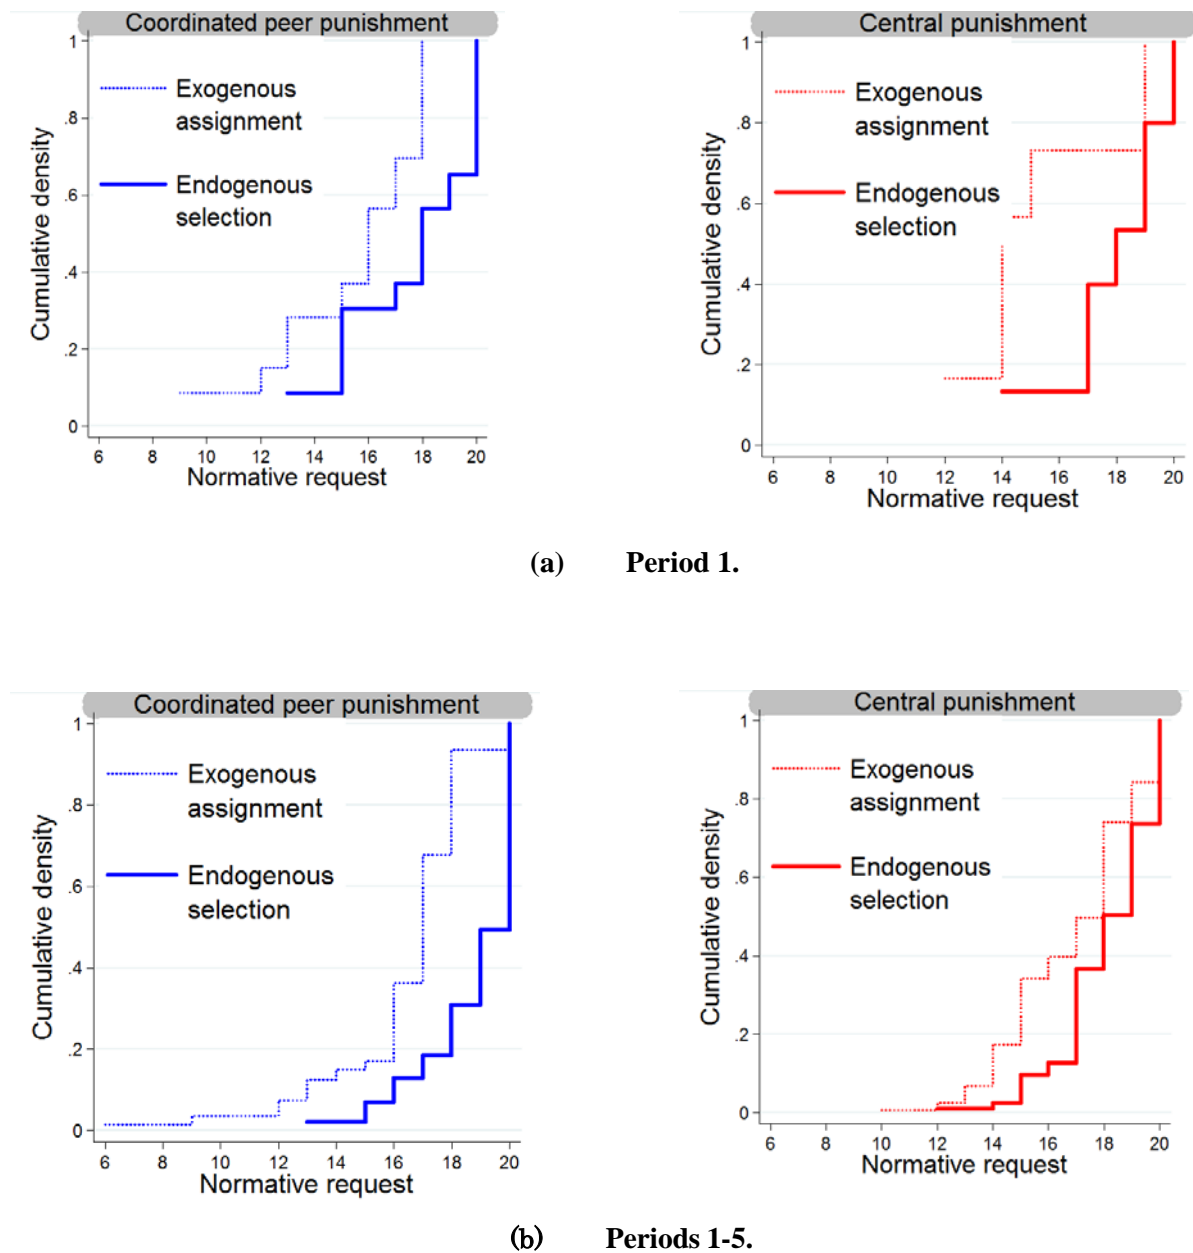 Coordinated peer punishment
Cumulative density
1
.8
.6
.4
.2
0
Exogenous
assignment
Endogenous
selection
6 8 10 12 14 16 18 20
Normative request
Central punishment
Cumulative density
1
.8
.6
.4
.2
0
Exogenous
assignment
Endogenous
selection
6 8 10 12 14 16 18 20
Normative request
(a) Period 1.
Coordinated peer punishment
Cumulative density
1
.8
.6
.4
.2
0
Exogenous
assignment
Endogenous
selection
6 8 10 12 14 16 18 20
Normative request
Central punishment
Cumulative density
1
.8
.6
.4
.2
0
Exogenous
assignment
Endogenous
selection
6 8 10 12 14 16 18 20
Normative request
(b) Periods 1-5.